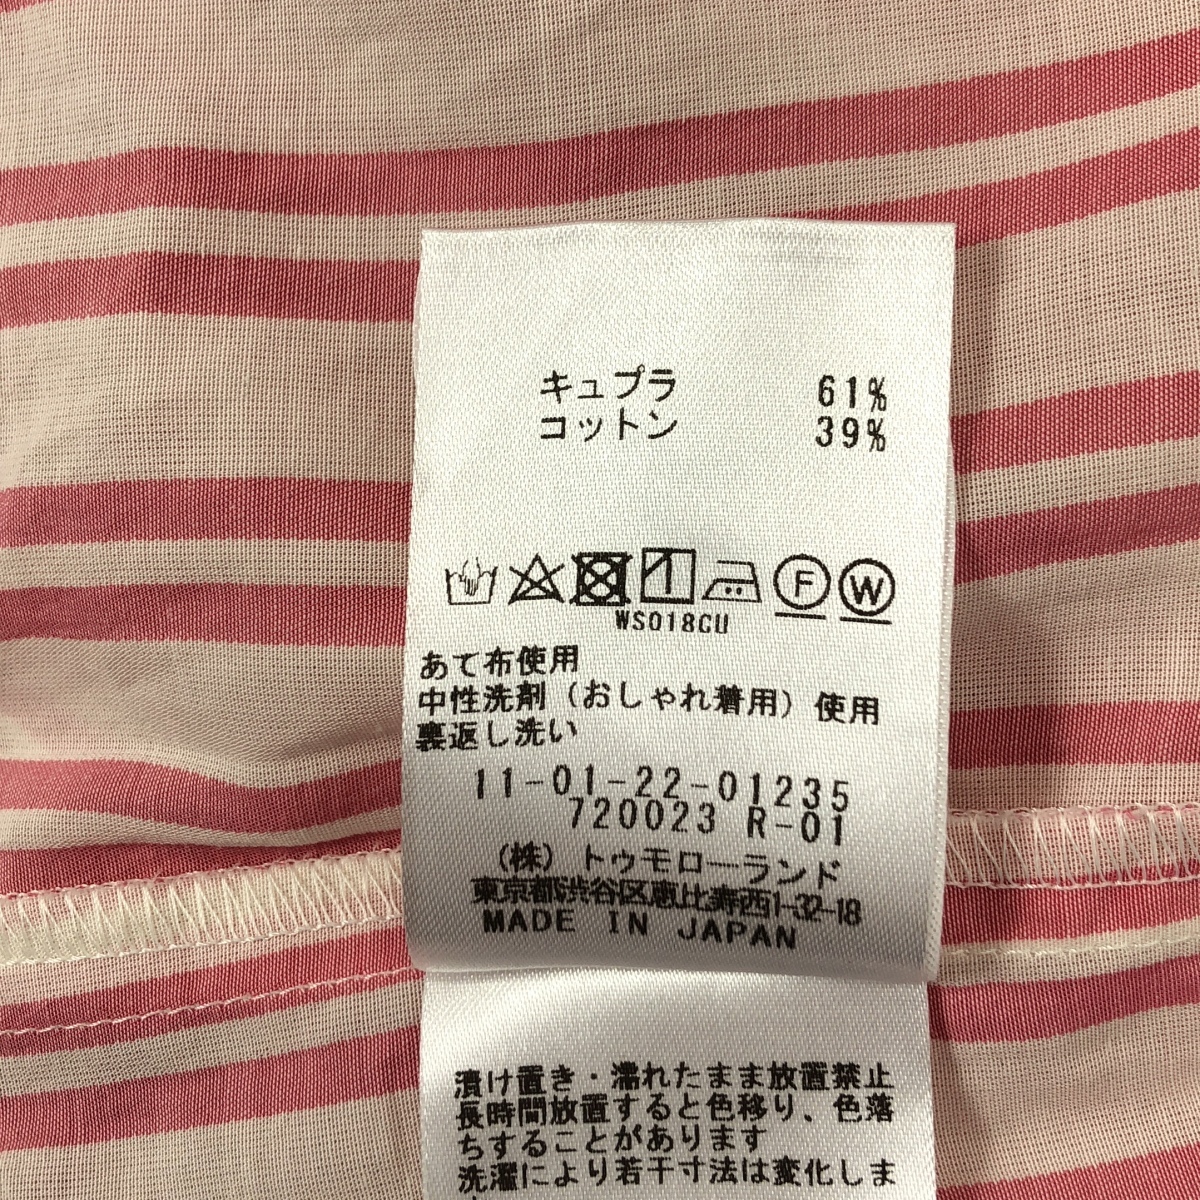 キュプラ 61%
コットン 39%
F W
WS018CU
あて布使用
中性洗剤（おしゃれ着用）使用
裏返し洗い
11-01-22-01235
720023 R-01
（株）トゥモローランド
東京都渋谷区恵比寿西1-32-18
MADE IN JAPAN
漬け置き・濡れたまま放置禁止
長時間放置すると色移り、色落
ちすることがあります
洗濯により若干寸法は変化しま